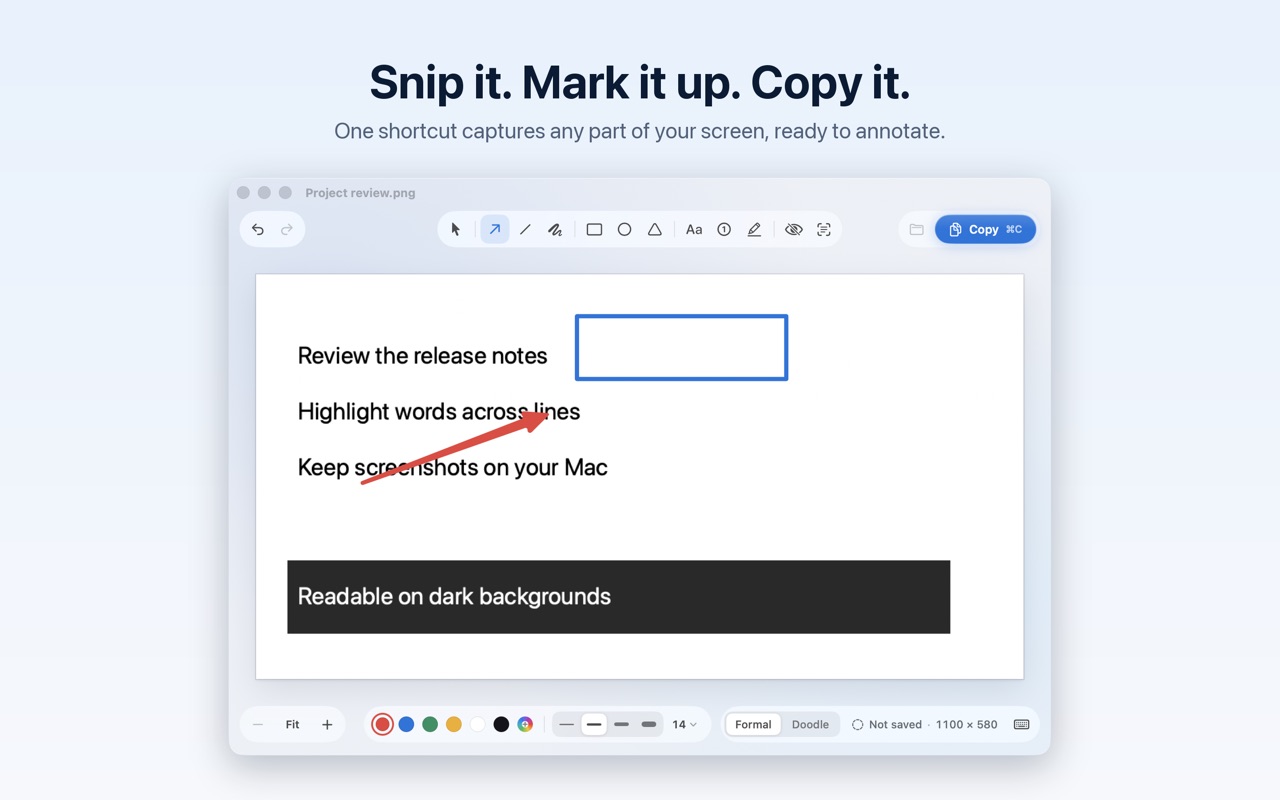 Snip it. Mark it up. Copy it.
One shortcut captures any part of your screen, ready to annotate.
Project review.png
Aa
1
Copy ⌘C
Review the release notes
Highlight words across lines
Keep screenshots on your Mac
Readable on dark backgrounds
Fit
14
Formal
Doodle
Not saved · 1100 × 580